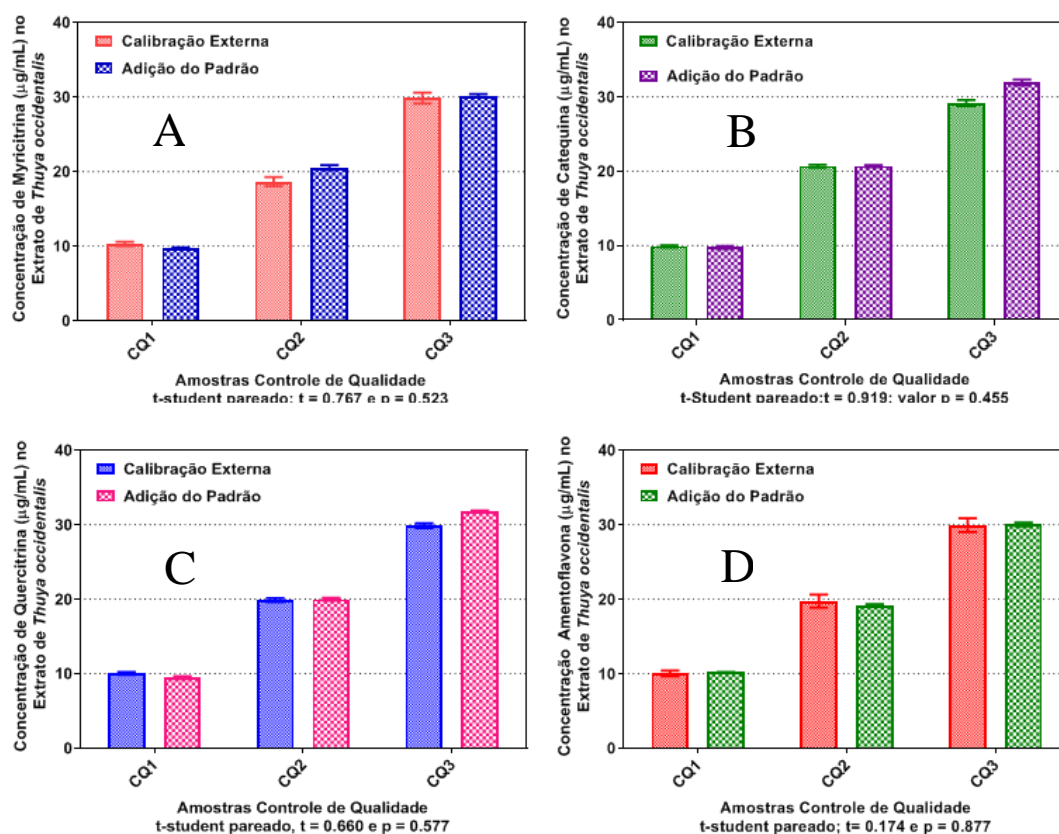 Concentração de Myricitrina (µg/mL) no
Extrato de Thuya occidentalis
40
30
20
10
0
Calibração Externa
Adição do Padrão
A
CQ1
CQ2
CQ3
Amostras Controle de Qualidade
t-student pareado; t = 0.767 e p = 0.523
Concentração de Catequina (µg/mL) no
Extrato de Thuya occidentalis
40
30
20
10
0
Calibração Externa
Adição do Padrão
B
CQ1
CQ2
CQ3
Amostras Controle de Qualidade
t-Student pareado:t = 0.919; valor p = 0.455
Concentração de Quercitrina (µg/mL) no
Extrato de Thuya occidentalis
40
30
20
10
0
Calibração Externa
Adição do Padrão
C
CQ1
CQ2
CQ3
Amostras Controle de Qualidade
t-student pareado, t = 0.660 e p = 0.577
Concentração Amentoflavona (µg/mL) no
Extrato de Thuya occidentalis
40
30
20
10
0
Calibração Externa
Adição do Padrão
D
CQ1
CQ2
CQ3
Amostras Controle de Qualidade
t-student pareado; t= 0.174 e p = 0.877